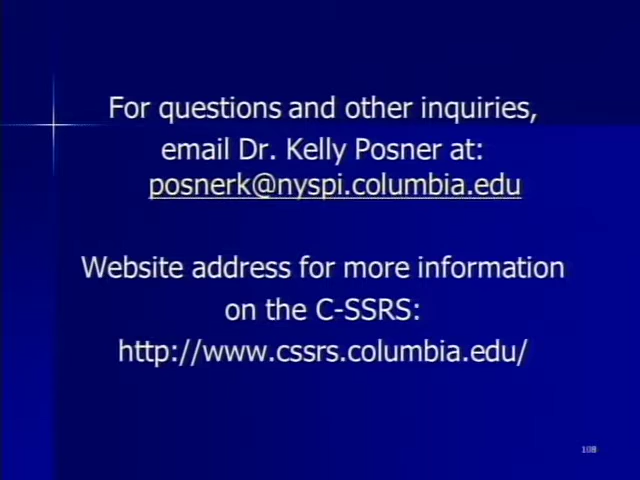 For questions and other inquiries,
email Dr. Kelly Posner at:
posnerk@nyspi.columbia.edu
Website address for more information
on the C-SSRS:
http://www.cssrs.columbia.edu/
108